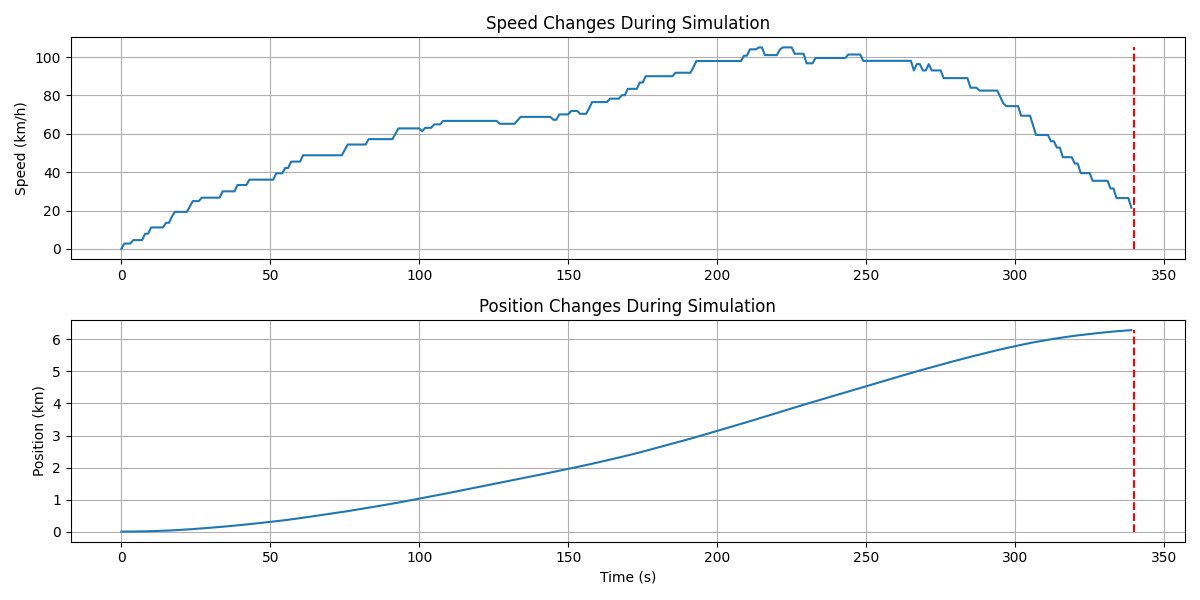 Speed Changes During Simulation
Speed (km/h)
100
80
60
40
20
0
0 50 100 150 200 250 300 350
Position Changes During Simulation
Position (km)
6
5
4
3
2
1
0
0 50 100 150 200 250 300 350
Time (s)